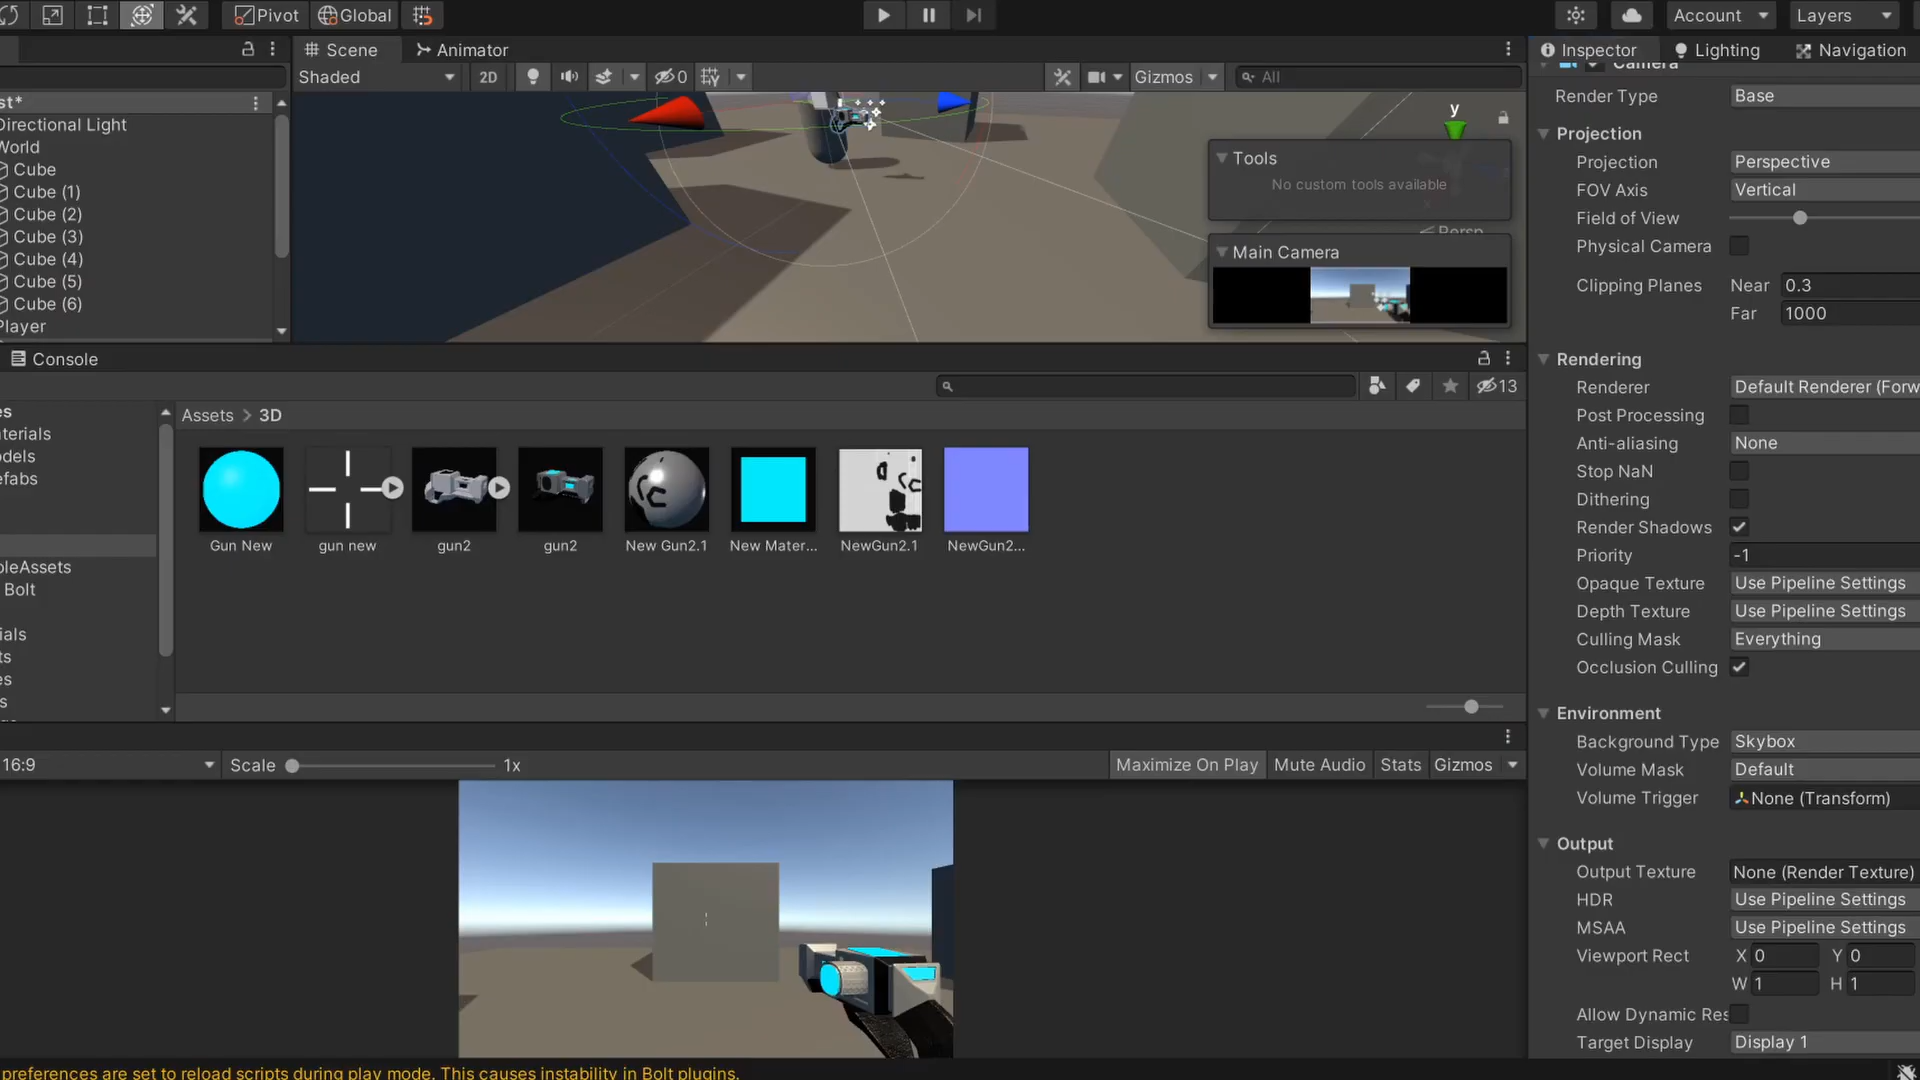 Pivot
Global
Account
Layers
Scene
Animator
Inspector
Lighting
Navigation
Shaded
2D
0
Gizmos
All
Camera
Render Type Base
st*
Directional Light
World
Cube
Cube (1)
Cube (2)
Cube (3)
Cube (4)
Cube (5)
Cube (6)
Player
y
Tools
No custom tools available
Persp
Main Camera
Projection
Projection Perspective
FOV Axis Vertical
Field of View
Physical Camera
Clipping Planes Near 0.3
Far 1000
Console
13
Assets > 3D
es
terials
dels
efabs
oleAssets
Bolt
ials
ts
es
s
Gun New
gun new
gun2
gun2
New Gun2.1
New Mater...
NewGun2.1
NewGun2...
Rendering
Renderer Default Renderer (Forw
Post Processing
Anti-aliasing None
Stop NaN
Dithering
Render Shadows
Priority -1
Opaque Texture Use Pipeline Settings
Depth Texture Use Pipeline Settings
Culling Mask Everything
Occlusion Culling
Environment
Background Type Skybox
Volume Mask Default
Volume Trigger None (Transform)
Output
Output Texture None (Render Texture)
HDR Use Pipeline Settings
MSAA Use Pipeline Settings
Viewport Rect X 0 Y 0
W 1 H 1
Allow Dynamic Res
Target Display Display 1
16:9
Scale 1x
Maximize On Play
Mute Audio
Stats
Gizmos
preferences are set to reload scripts during play mode. This causes instability in Bolt plugins.